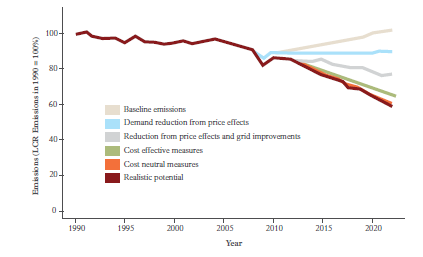 Emissions (LCR Emissions in 1990 = 100%)
100
80
60
40
20
0
Baseline emissions
Demand reduction from price effects
Reduction from price effects and grid improvements
Cost effective measures
Cost neutral measures
Realistic potential
1990 1995 2000 2005 2010 2015 2020
Year